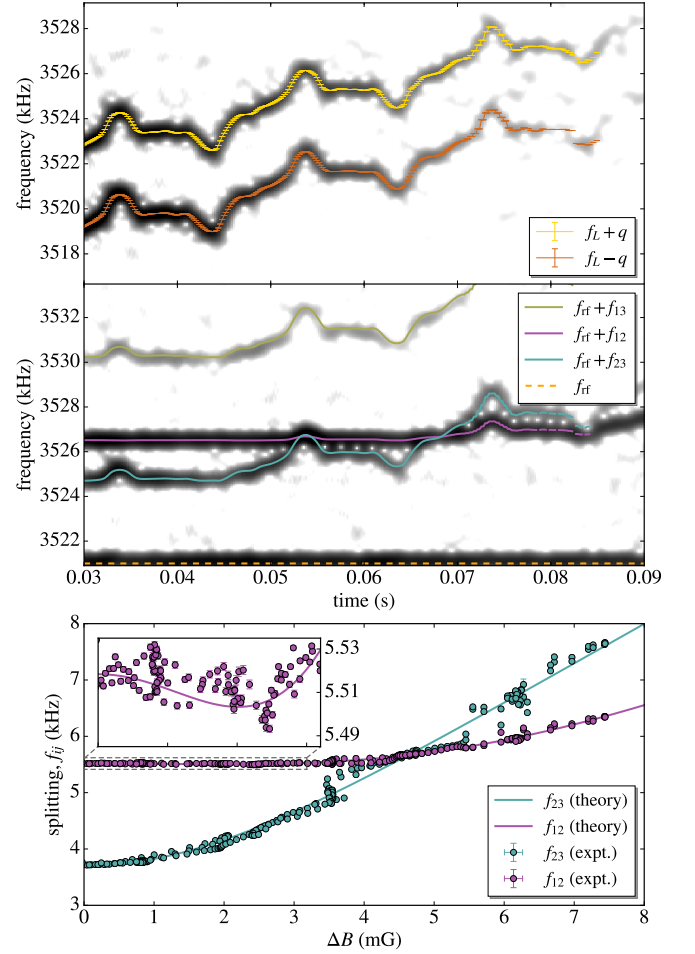 3528
3526
3524
3522
3520
3518
frequency (kHz)
f_L + q
f_L − q
3532
3530
3528
3526
3524
3522
frequency (kHz)
f_rf + f_13
f_rf + f_12
f_rf + f_23
f_rf
0.03 0.04 0.05 0.06 0.07 0.08 0.09
time (s)
8
7
6
5
4
3
splitting, f_ij (kHz)
5.53
5.51
5.49
f_23 (theory)
f_12 (theory)
f_23 (expt.)
f_12 (expt.)
0 1 2 3 4 5 6 7 8
ΔB (mG)